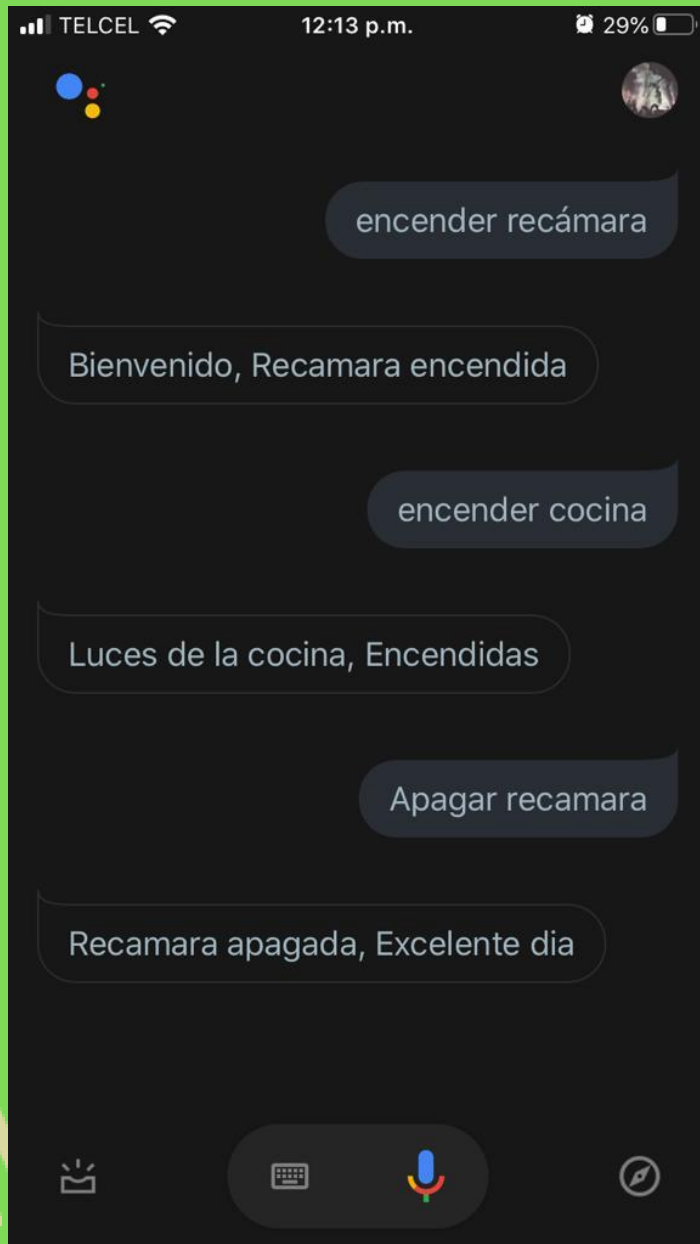 TELCEL 12:13 p.m. 29%
encender recámara
Bienvenido, Recamara encendida
encender cocina
Luces de la cocina, Encendidas
Apagar recamara
Recamara apagada, Excelente dia